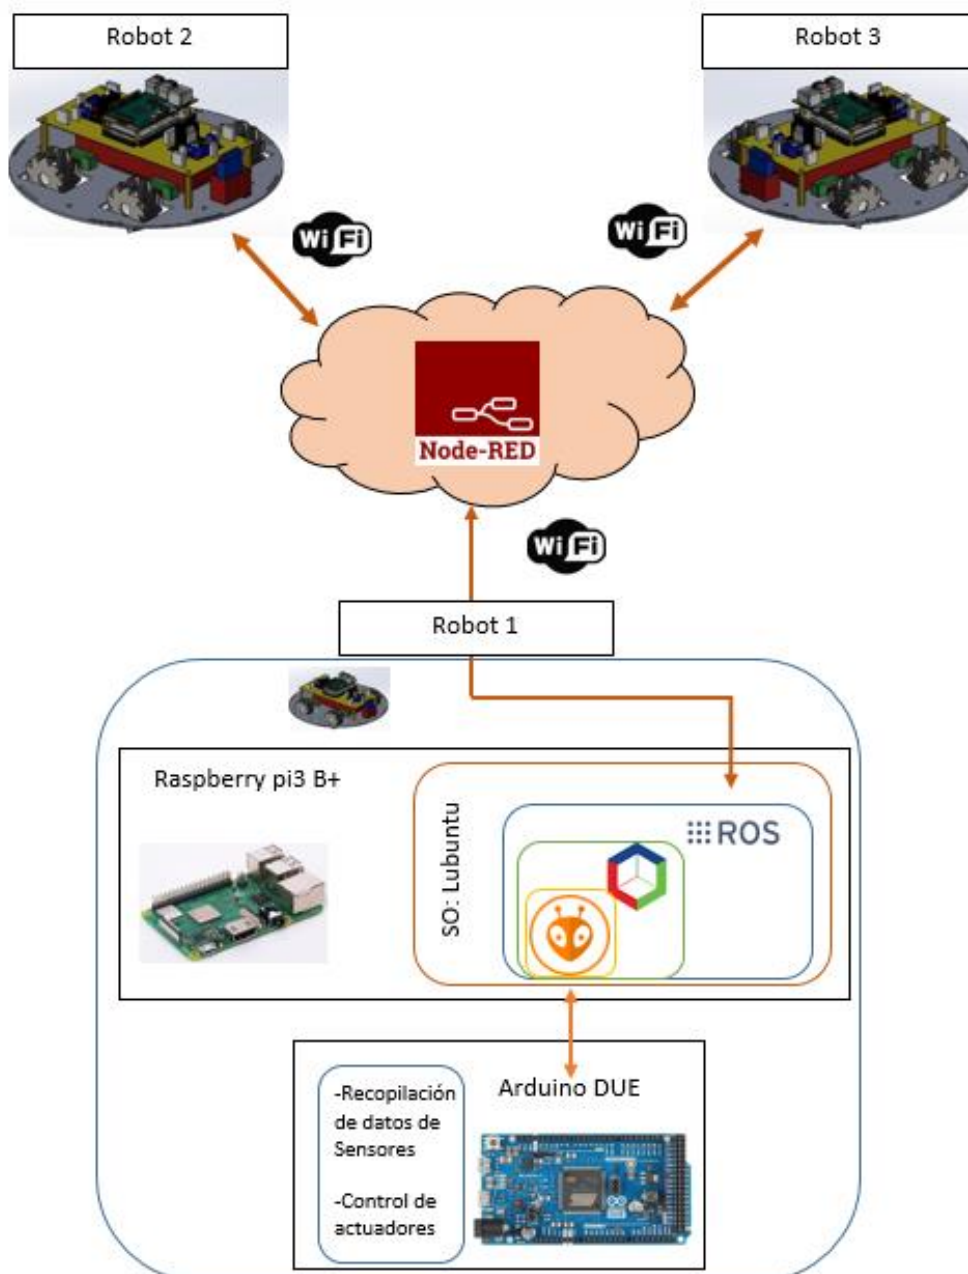 Robot 2
Robot 3
Wi Fi
Wi Fi
Node-RED
Wi Fi
Robot 1
Raspberry pi3 B+
SO: Lubuntu
ROS
Arduino DUE
-Recopilación
de datos de
Sensores
-Control de
actuadores